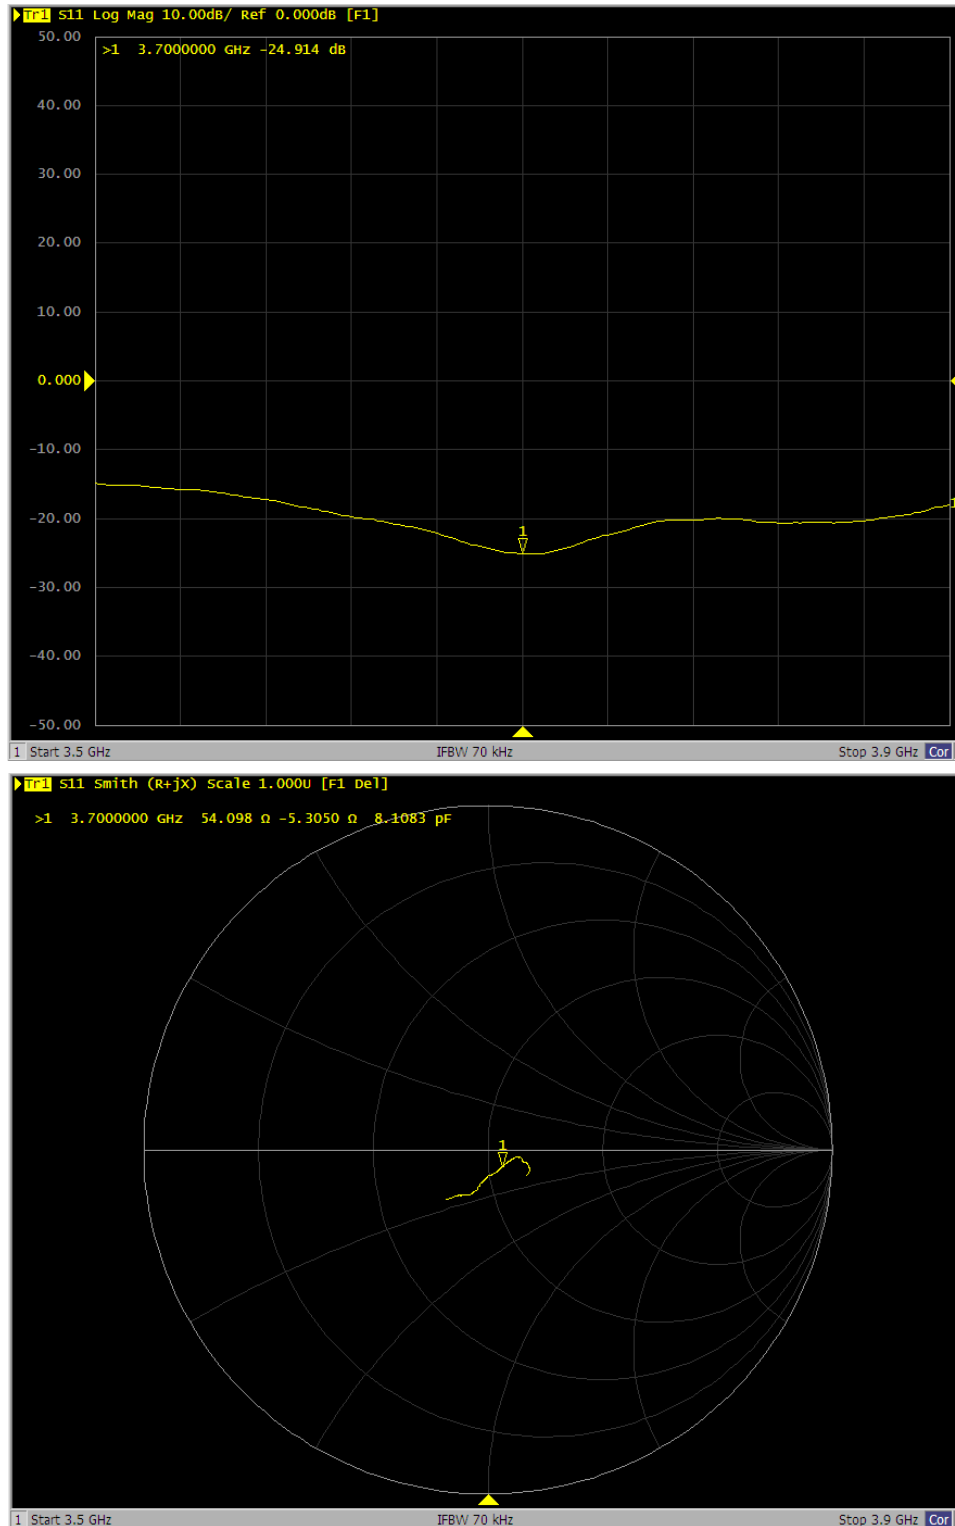 Tr1 S11 Log Mag 10.00dB/ Ref 0.000dB [F1]
50.00
>1 3.7000000 GHz -24.914 dB
40.00
30.00
20.00
10.00
0.000
-10.00
1
-20.00
1
-30.00
-40.00
-50.00
1 Start 3.5 GHz IFBW 70 kHz Stop 3.9 GHz Cor
Tr1 S11 Smith (R+jX) Scale 1.000U [F1 Del]
>1 3.7000000 GHz 54.098 Ω -5.3050 Ω 8.1083 pF
1
1 Start 3.5 GHz IFBW 70 kHz Stop 3.9 GHz Cor